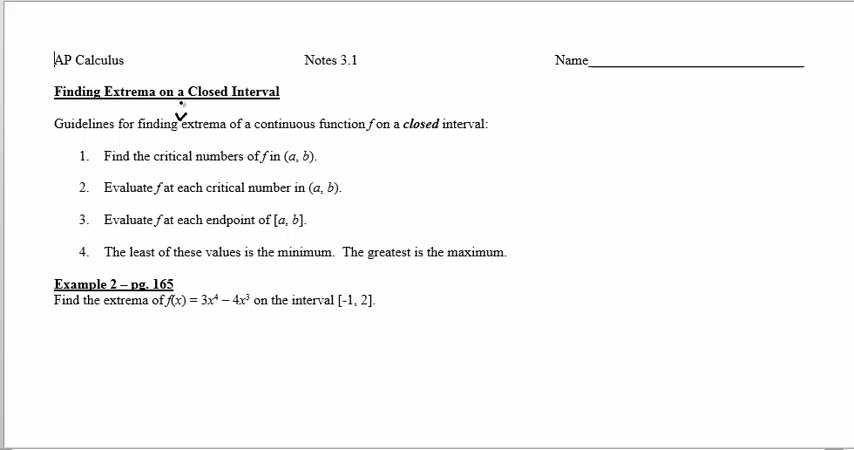 AP Calculus Notes 3.1 Name____________________________
Finding Extrema on a Closed Interval
Guidelines for finding extrema of a continuous function f on a closed interval:
1. Find the critical numbers of f in (a, b).
2. Evaluate f at each critical number in (a, b).
3. Evaluate f at each endpoint of [a, b].
4. The least of these values is the minimum. The greatest is the maximum.
Example 2 – pg. 165
Find the extrema of f(x) = 3x⁴ – 4x³ on the interval [-1, 2].